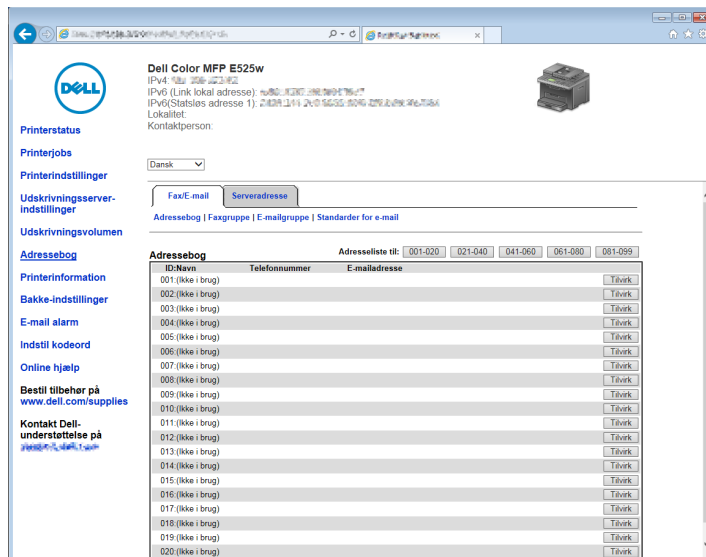 Dell Color MFP E525w
IPv4:
IPv6 (Link lokal adresse):
IPv6(Statsløs adresse 1):
Lokalitet:
Kontaktperson:
DELL
Printerstatus
Printerjobs
Printerindstillinger
Udskrivningsserver-
indstillinger
Udskrivningsvolumen
Adressebog
Printerinformation
Bakke-indstillinger
E-mail alarm
Indstil kodeord
Online hjælp
Bestil tilbehør på
www.dell.com/supplies
Kontakt Dell-
understøttelse på
Dansk
Fax/E-mail Serveradresse
Adressebog | Faxgruppe | E-mailgruppe | Standarder for e-mail
Adressebog Adresseliste til: 001-020 021-040 041-060 061-080 081-099
ID:Navn Telefonnummer E-mailadresse
001:(Ikke i brug) Tilvirk
002:(Ikke i brug) Tilvirk
003:(Ikke i brug) Tilvirk
004:(Ikke i brug) Tilvirk
005:(Ikke i brug) Tilvirk
006:(Ikke i brug) Tilvirk
007:(Ikke i brug) Tilvirk
008:(Ikke i brug) Tilvirk
009:(Ikke i brug) Tilvirk
010:(Ikke i brug) Tilvirk
011:(Ikke i brug) Tilvirk
012:(Ikke i brug) Tilvirk
013:(Ikke i brug) Tilvirk
014:(Ikke i brug) Tilvirk
015:(Ikke i brug) Tilvirk
016:(Ikke i brug) Tilvirk
017:(Ikke i brug) Tilvirk
018:(Ikke i brug) Tilvirk
019:(Ikke i brug) Tilvirk
020:(Ikke i brug) Tilvirk